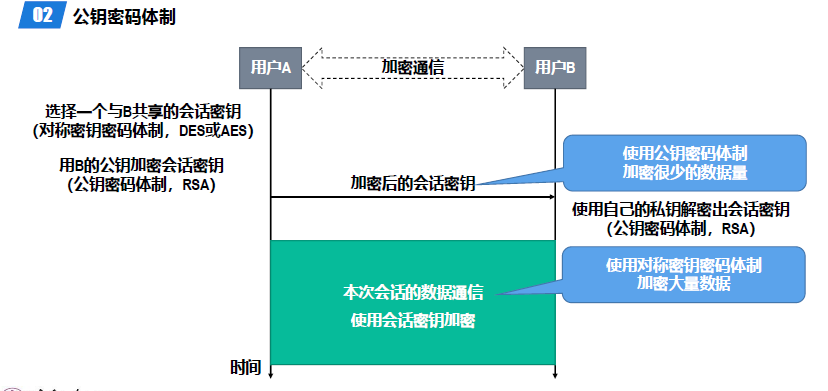 02 公钥密码体制
用户A
加密通信
用户B
选择一个与B共享的会话密钥
（对称密钥密码体制，DES或AES）
用B的公钥加密会话密钥
（公钥密码体制，RSA）
加密后的会话密钥
使用公钥密码体制
加密很少的数据量
使用自己的私钥解密出会话密钥
（公钥密码体制，RSA）
使用对称密钥密码体制
加密大量数据
本次会话的数据通信
使用会话密钥加密
时间